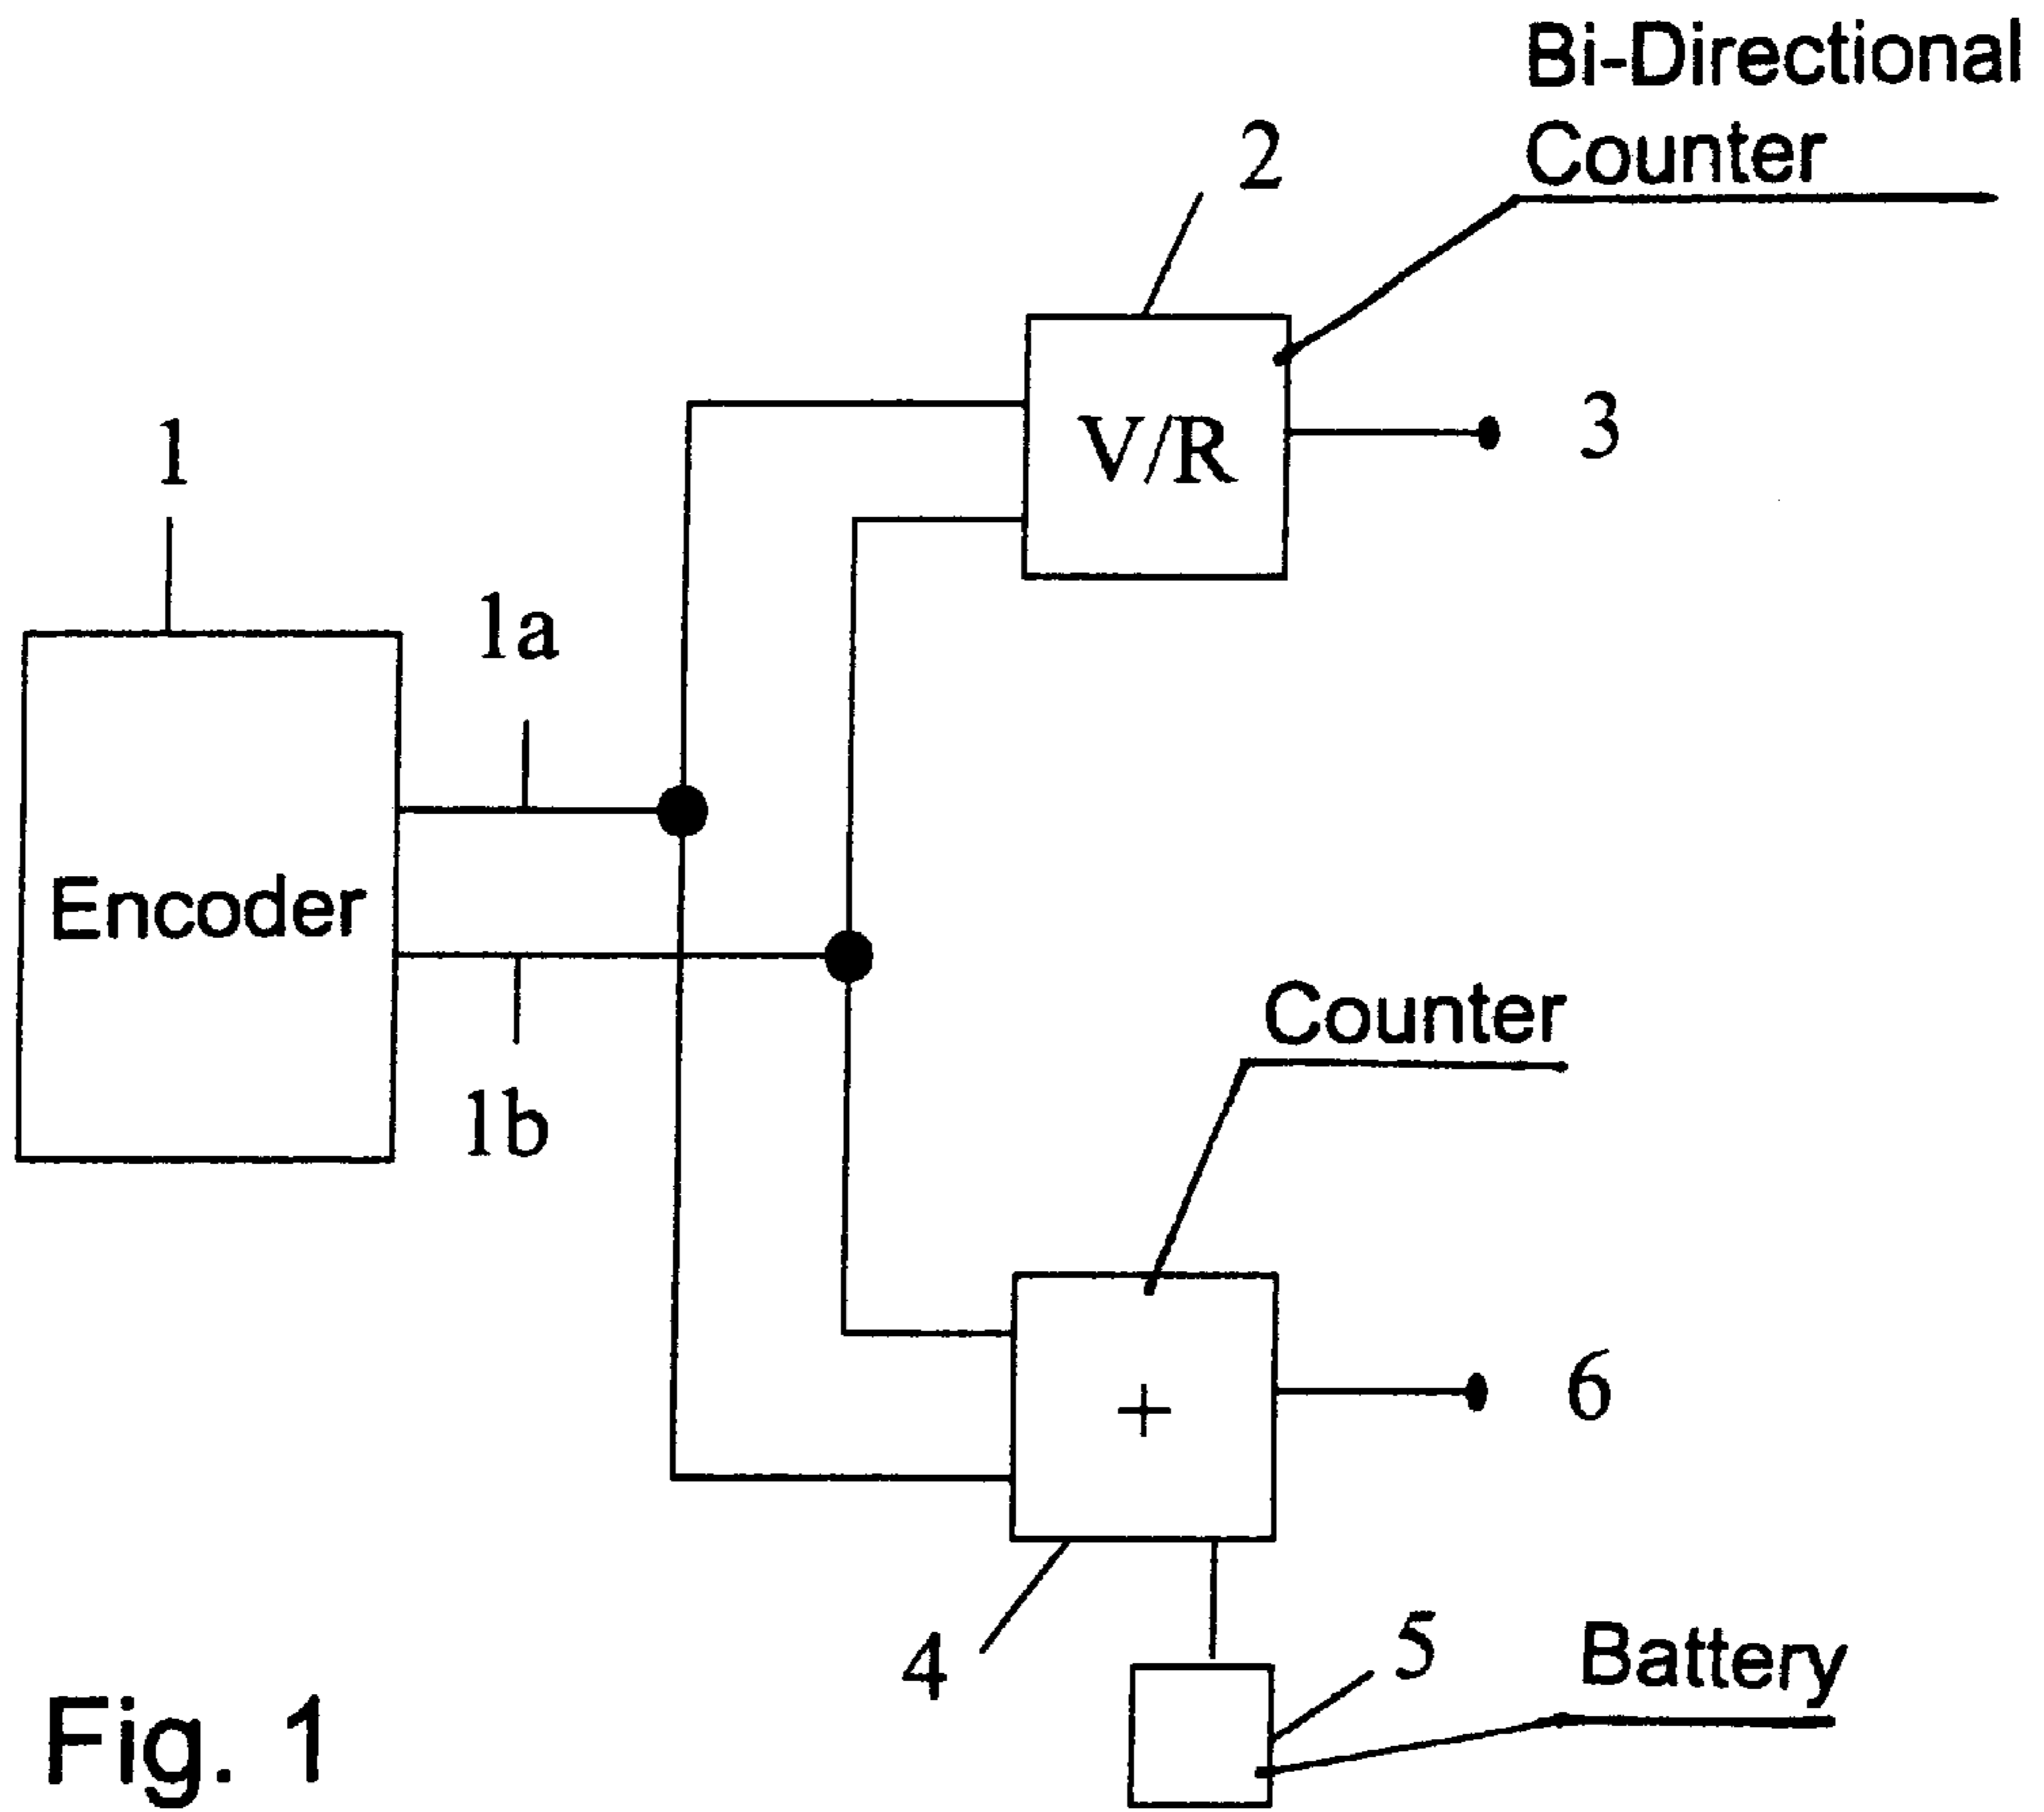 Bi-Directional
Counter
2
V/R
3
1
1a
Encoder
1b
Counter
+
6
4
5
Battery
Fig. 1